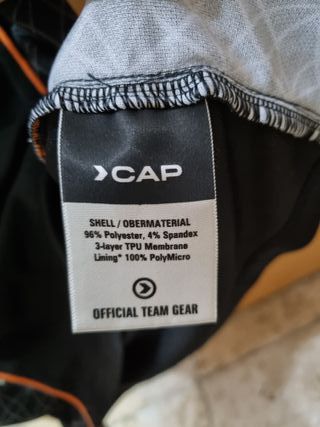 CAP
SHELL / OBERMATERIAL
96% Polyester, 4% Spandex
3-layer TPU Membrane
Lining* 100% PolyMicro
OFFICIAL TEAM GEAR